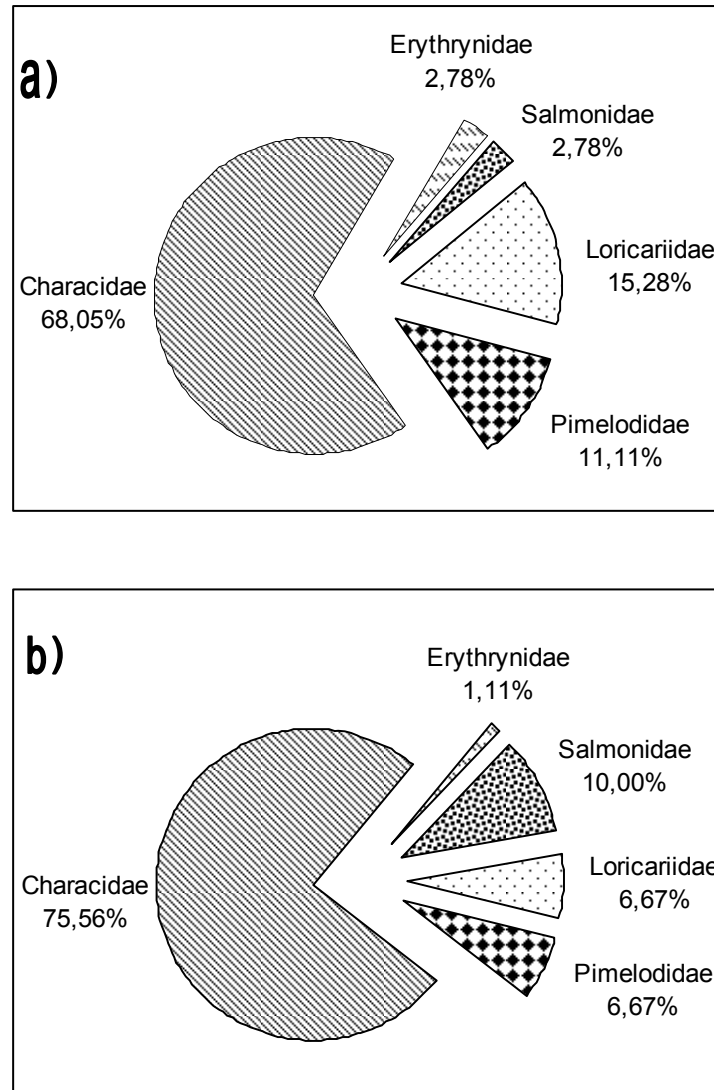 a)
Erythrynidae
2,78%
Salmonidae
2,78%
Loricariidae
15,28%
Characidae
68,05%
Pimelodidae
11,11%
b)
Erythrynidae
1,11%
Salmonidae
10,00%
Loricariidae
6,67%
Characidae
75,56%
Pimelodidae
6,67%